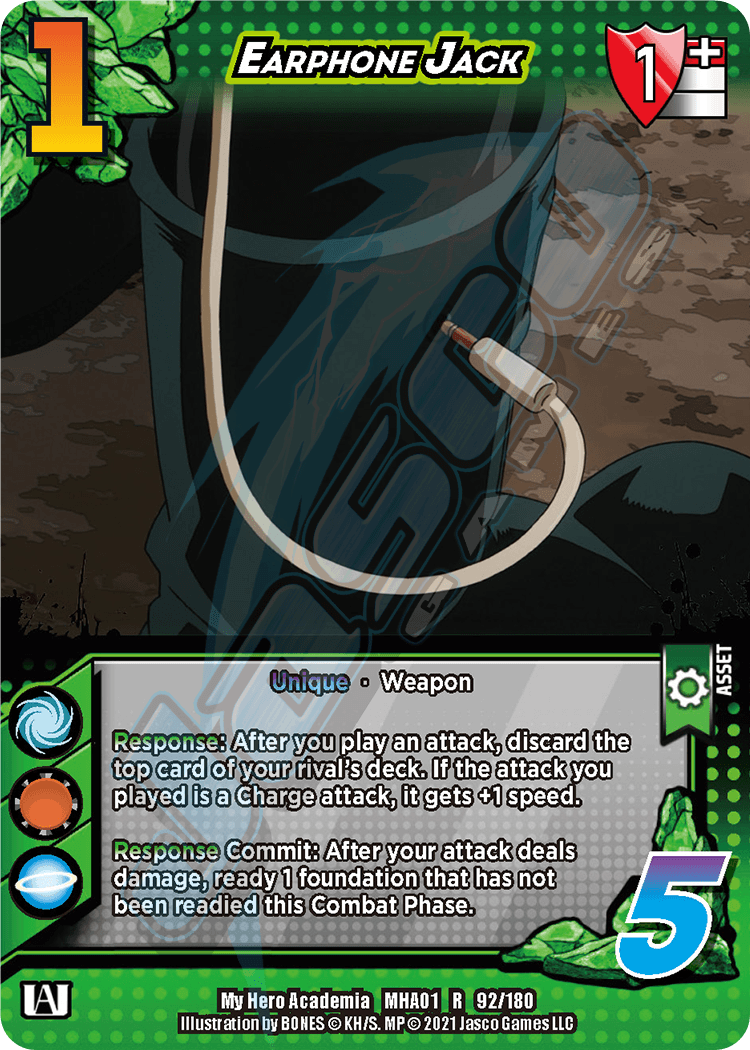 1
EARPHONE JACK
1
+
ASSET
Unique · Weapon
Response: After you play an attack, discard the
top card of your rival's deck. If the attack you
played is a Charge attack, it gets +1 speed.
Response Commit: After your attack deals
damage, ready 1 foundation that has not
been readied this Combat Phase.
5
UA
My Hero Academia MHA01 R 92/180
Illustration by BONES © KH/S. MP © 2021 Jasco Games LLC
JASCO
GAMES